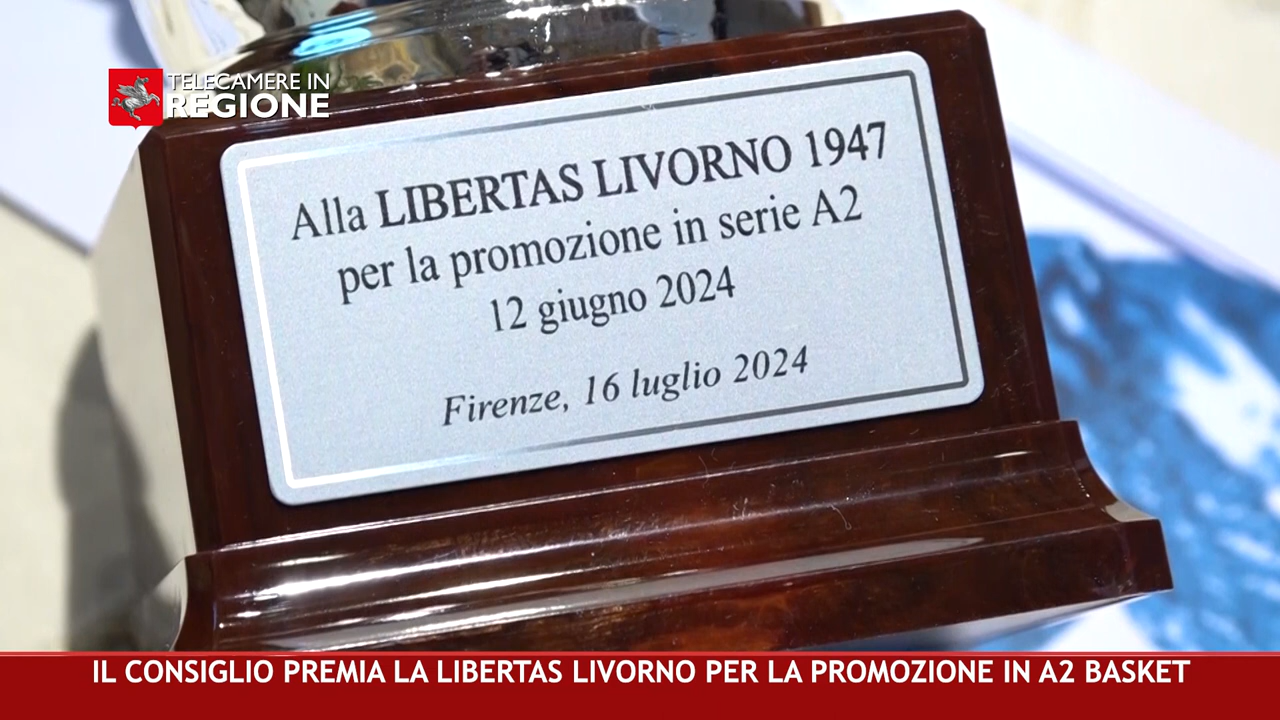 TELECAMERE IN
REGIONE
Alla LIBERTAS LIVORNO 1947
per la promozione in serie A2
12 giugno 2024
Firenze, 16 luglio 2024
IL CONSIGLIO PREMIA LA LIBERTAS LIVORNO PER LA PROMOZIONE IN A2 BASKET